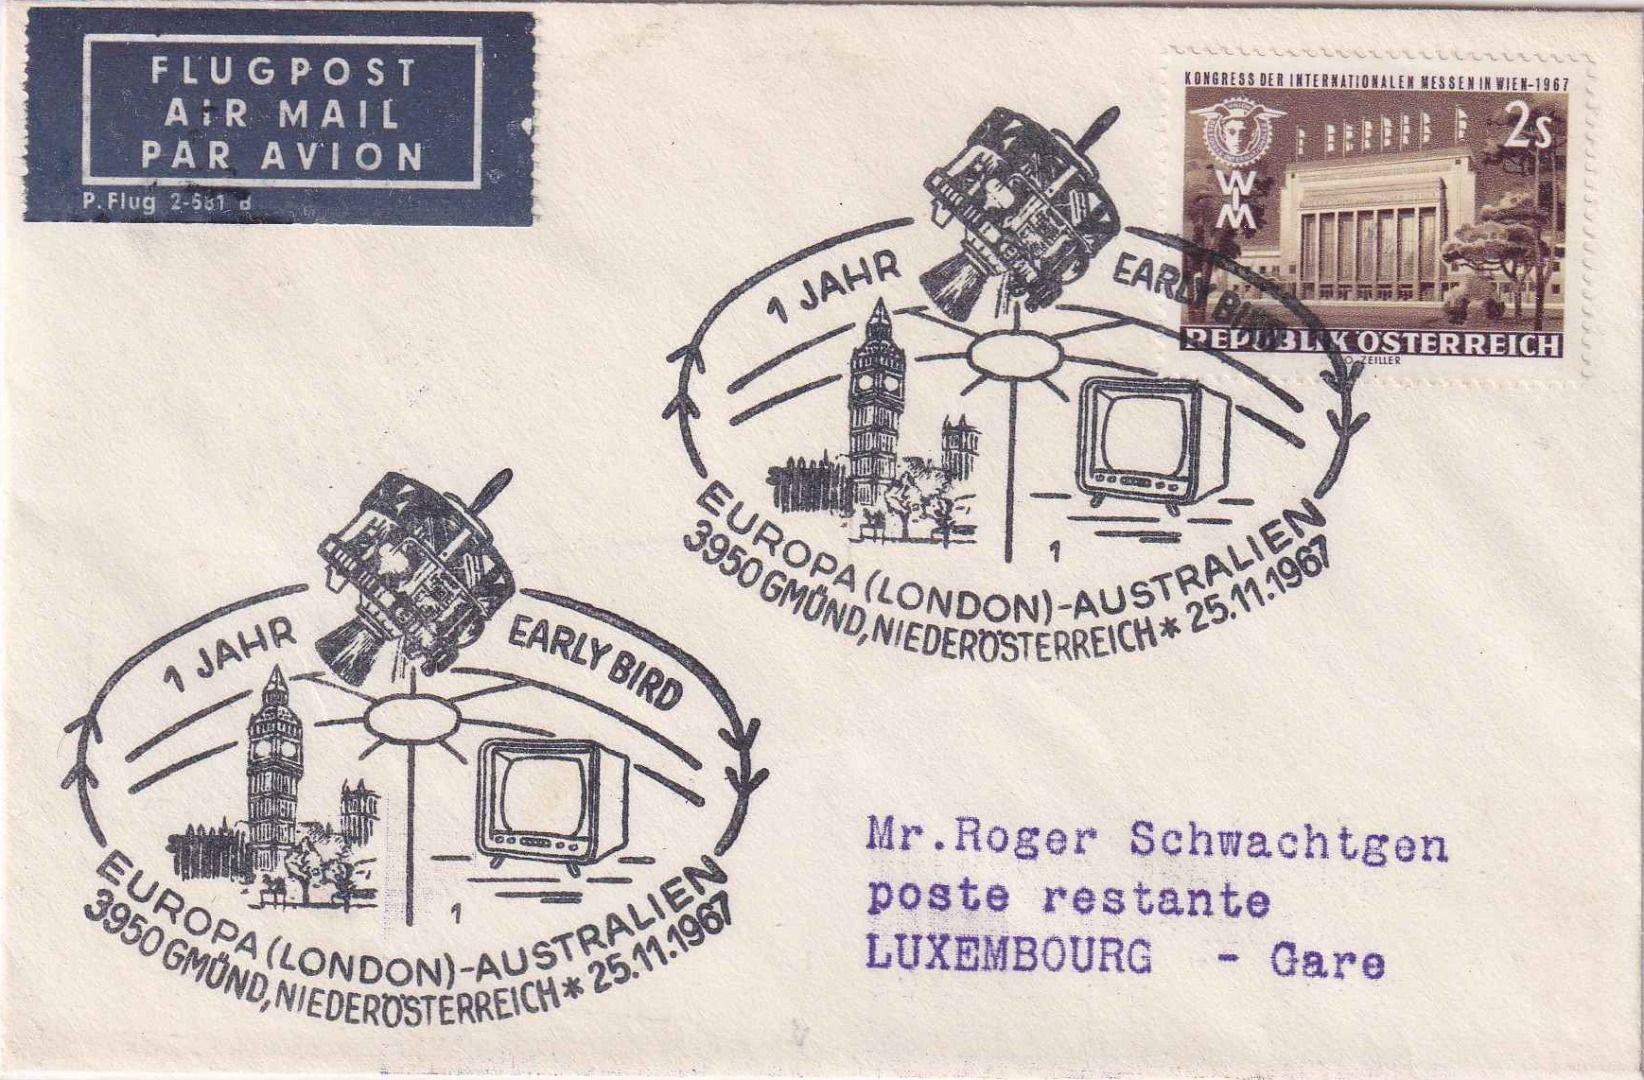 FLUGPOST
AIR MAIL
PAR AVION
P. Flug 2-531 d
KONGRESS DER INTERNATIONALEN MESSEN IN WIEN-1967
2S
WIM
REPUBLIK ÖSTERREICH
ZEILLER
1 JAHR EARLY BIRD
1
EUROPA (LONDON)-AUSTRALIEN
3950 GMÜND, NIEDERÖSTERREICH * 25.11.1967
1 JAHR EARLY BIRD
1
EUROPA (LONDON)-AUSTRALIEN
3950 GMÜND, NIEDERÖSTERREICH * 25.11.1967
Mr.Roger Schwachtgen
poste restante
LUXEMBOURG - Gare